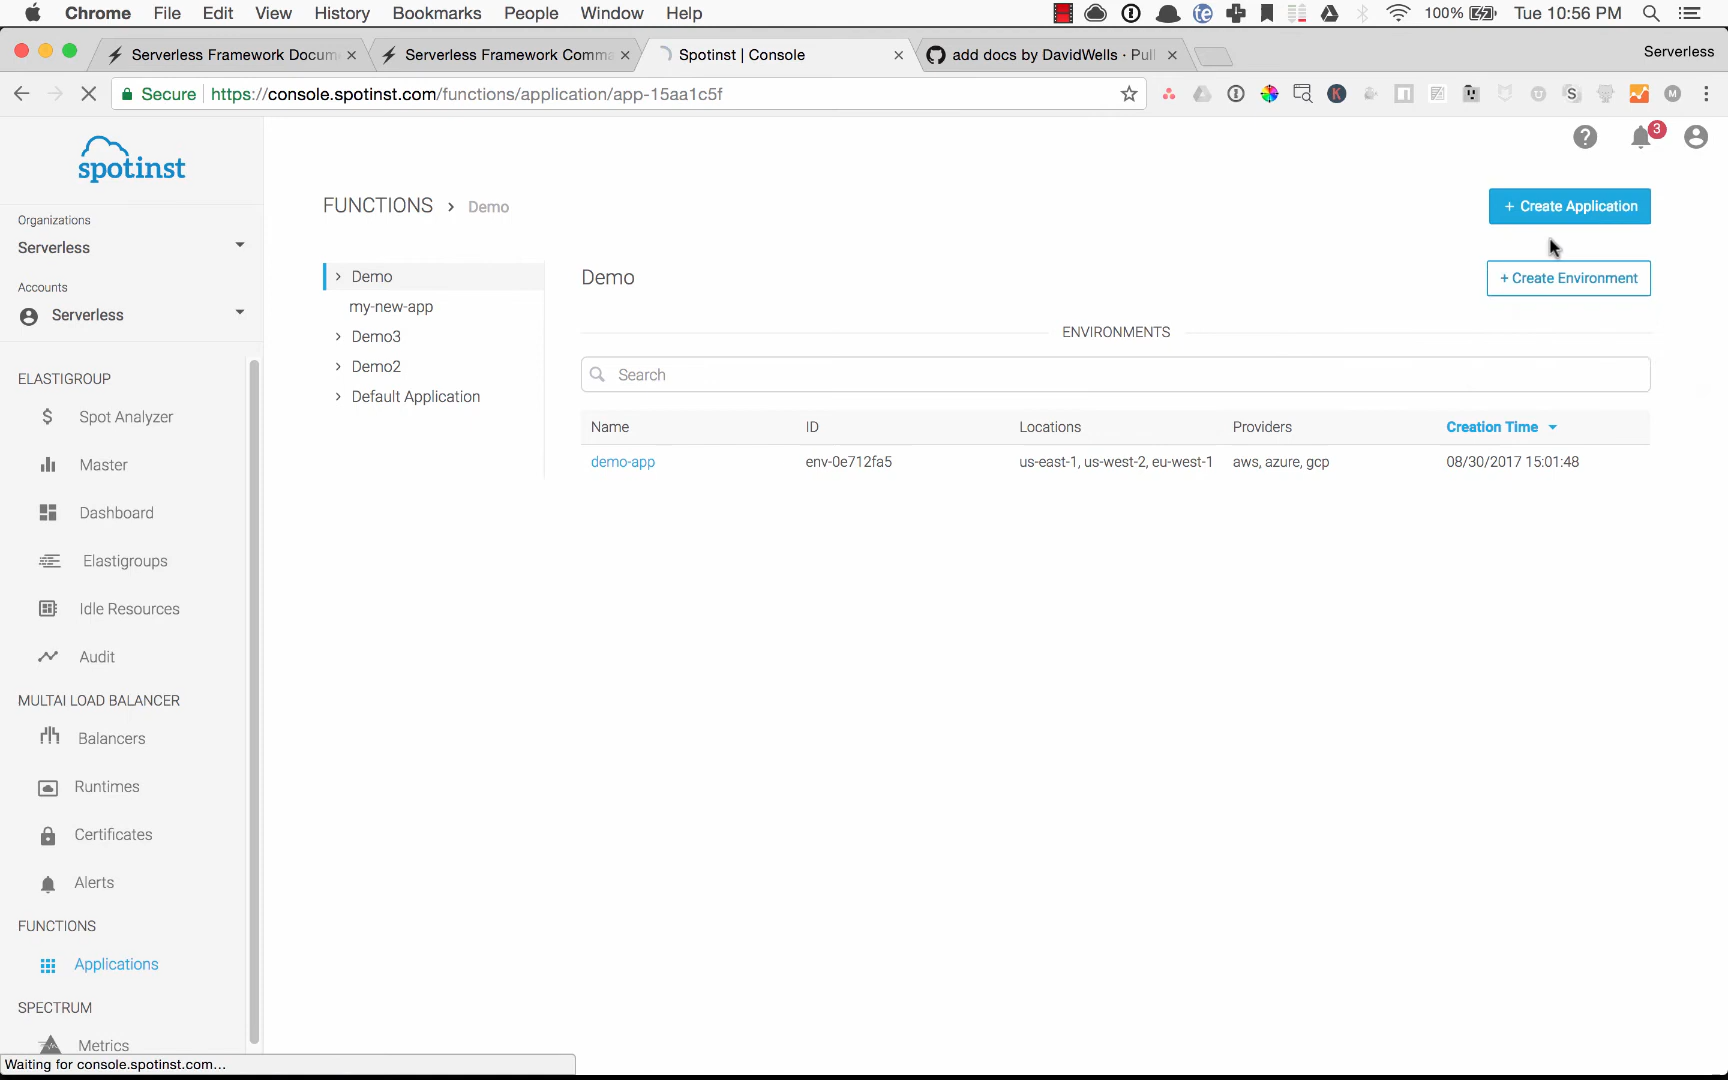 Chrome File Edit View History Bookmarks People Window Help 100% Tue 10:56 PM
Serverless Framework Docum Serverless Framework Comma Spotinst | Console add docs by DavidWells · Pull Serverless
Secure https://console.spotinst.com/functions/application/app-15aa1c5f
3
spotinst
Organizations
Serverless
Accounts
Serverless
ELASTIGROUP
Spot Analyzer
Master
Dashboard
Elastigroups
Idle Resources
Audit
MULTAI LOAD BALANCER
Balancers
Runtimes
Certificates
Alerts
FUNCTIONS
Applications
SPECTRUM
Metrics
FUNCTIONS > Demo
+ Create Application
> Demo
my-new-app
> Demo3
> Demo2
> Default Application
Demo
+ Create Environment
ENVIRONMENTS
Search
Name ID Locations Providers Creation Time
demo-app env-0e712fa5 us-east-1, us-west-2, eu-west-1 aws, azure, gcp 08/30/2017 15:01:48
Waiting for console.spotinst.com...